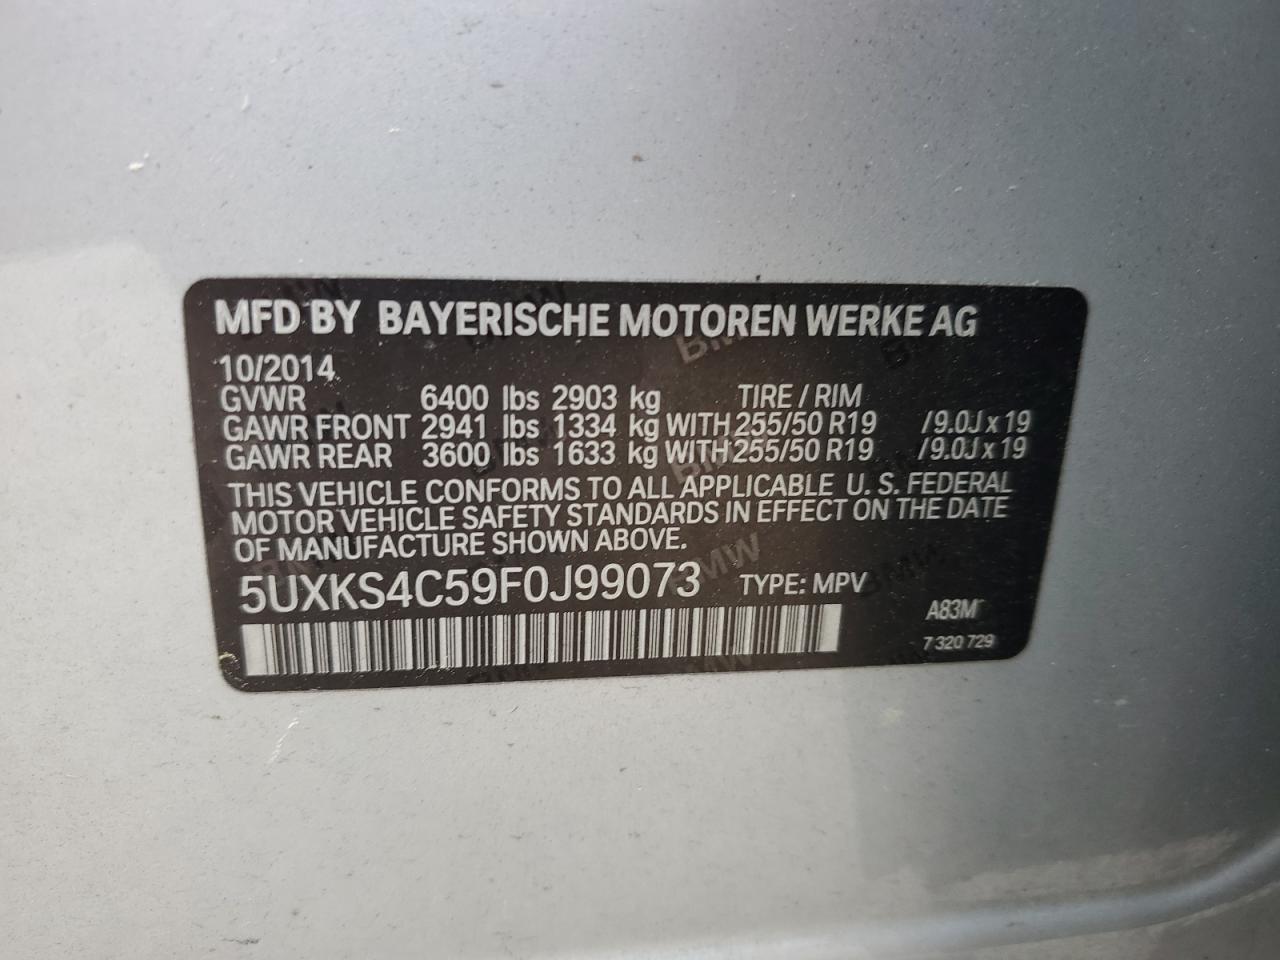 MFD BY BAYERISCHE MOTOREN WERKE AG
10/2014
GVWR 6400 lbs 2903 kg TIRE / RIM
GAWR FRONT 2941 lbs 1334 kg WITH 255/50 R19 /9.0J x 19
GAWR REAR 3600 lbs 1633 kg WITH 255/50 R19 /9.0J x 19
THIS VEHICLE CONFORMS TO ALL APPLICABLE U. S. FEDERAL
MOTOR VEHICLE SAFETY STANDARDS IN EFFECT ON THE DATE
OF MANUFACTURE SHOWN ABOVE.
5UXKS4C59F0J99073 TYPE: MPV
A83M
7 320 729